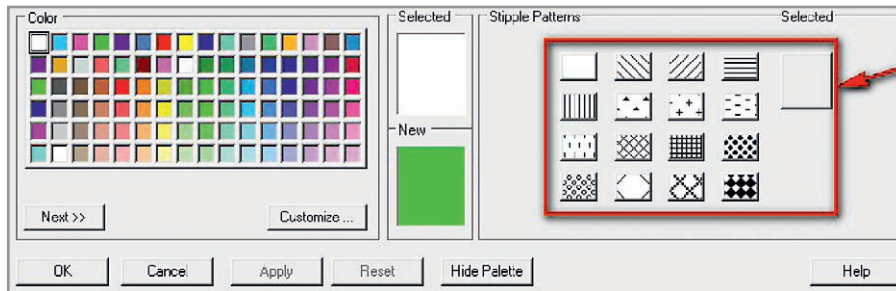 Color
Selected
Stipple Patterns
Selected
New
Next >>
Customize ...
OK
Cancel
Apply
Reset
Hide Palette
Help